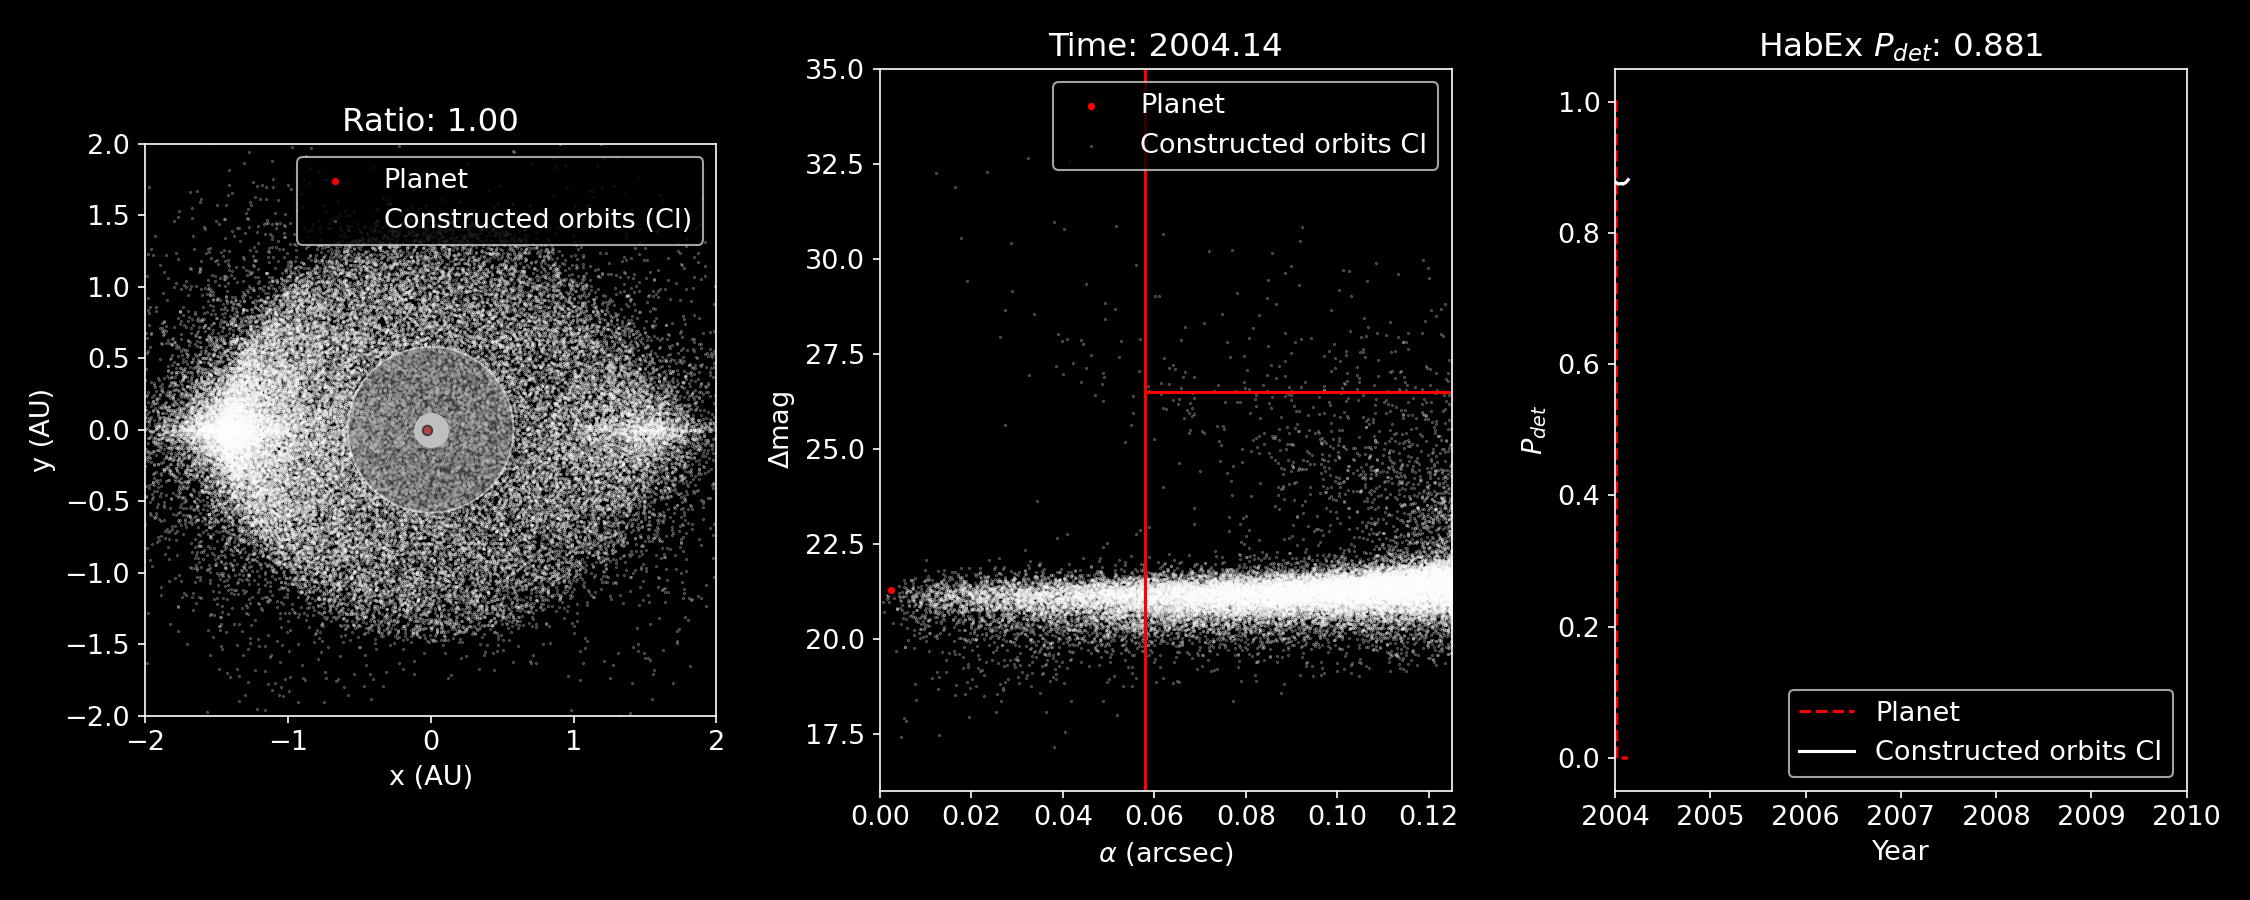 Ratio: 1.00
Planet
Constructed orbits (CI)
2.0
1.5
1.0
0.5
0.0
−0.5
−1.0
−1.5
−2.0
−2
−1
0
1
2
x (AU)
y (AU)
Time: 2004.14
Planet
Constructed orbits CI
35.0
32.5
30.0
27.5
25.0
22.5
20.0
17.5
0.00
0.02
0.04
0.06
0.08
0.10
0.12
α (arcsec)
Δmag
HabEx P_det: 0.881
1.0
0.8
0.6
0.4
0.2
0.0
P_det
Planet
Constructed orbits CI
2004
2005
2006
2007
2008
2009
2010
Year